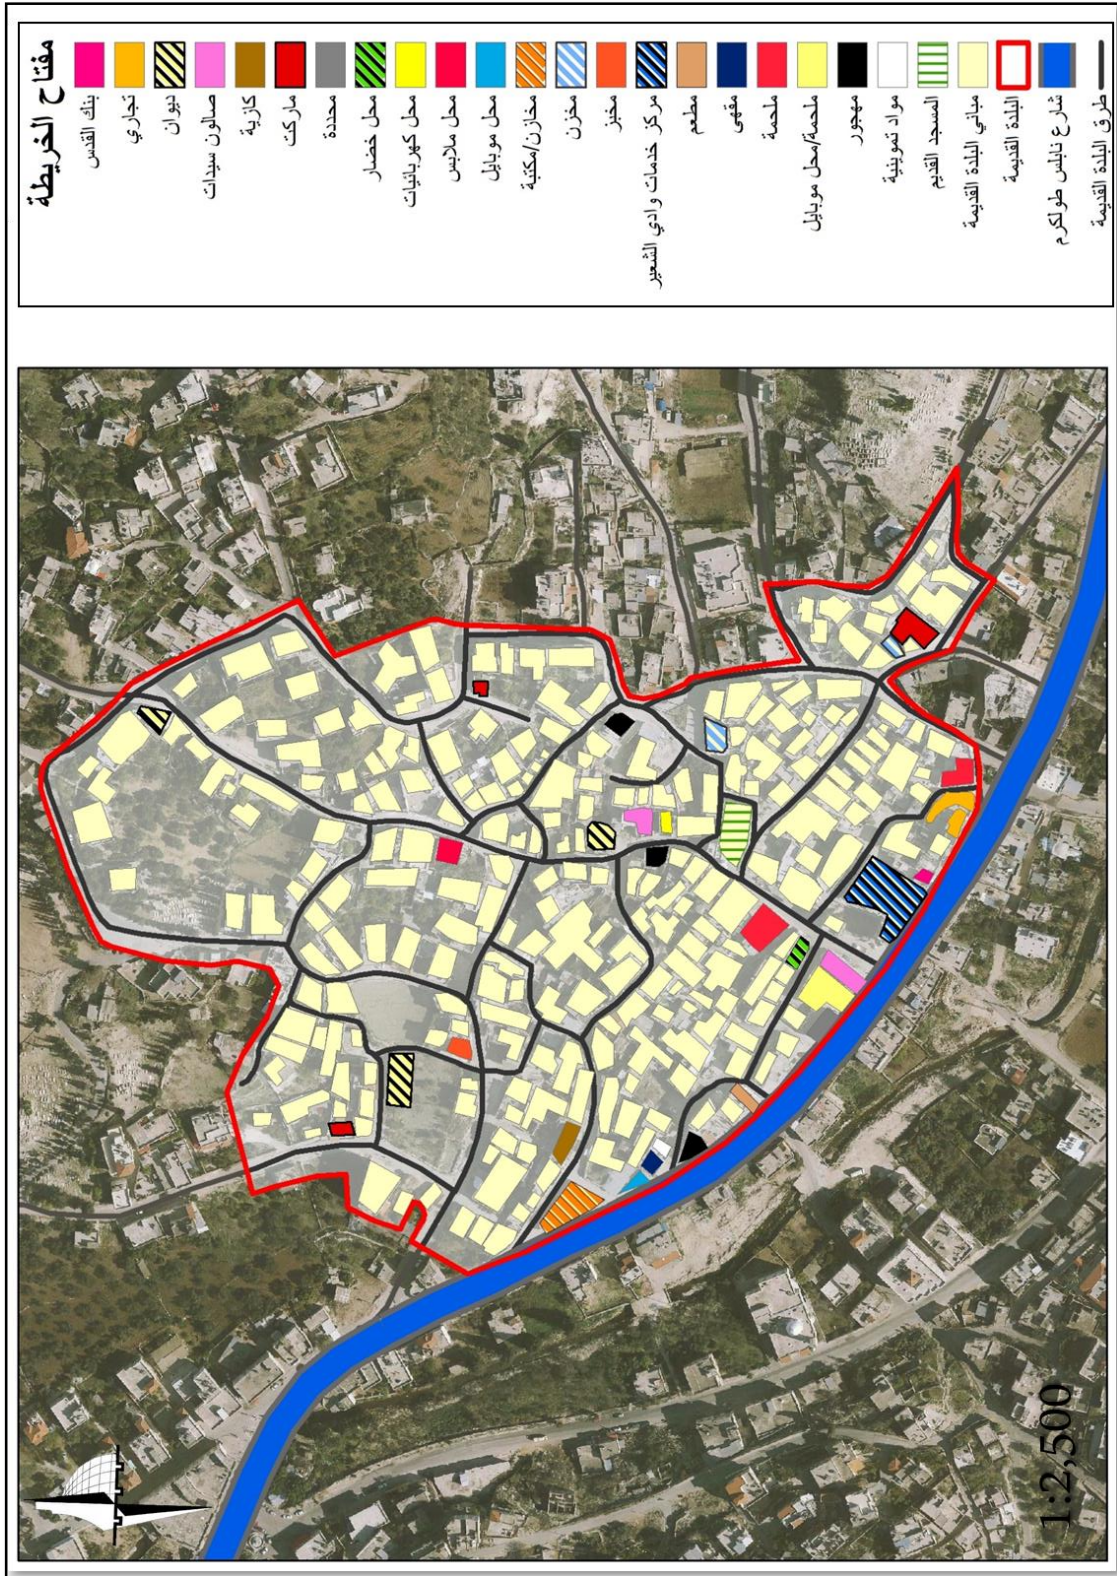 مفتاح الخريطة
بنك القدس
تجاري
ديوان
صالون سيدات
كازية
ماركت
محددة
محل خضار
محل كهربائيات
محل ملابس
محل موبايل
مخازن/مكتبة
مخزن
مخبز
مركز خدمات وادي الشعير
مطعم
مقهى
ملحمة
ملحمة/محل موبايل
مهجور
مواد تموينية
المسجد القديم
مباني البلدة القديمة
البلدة القديمة
شارع نابلس طولكرم
طرق البلدة القديمة
1:2,500